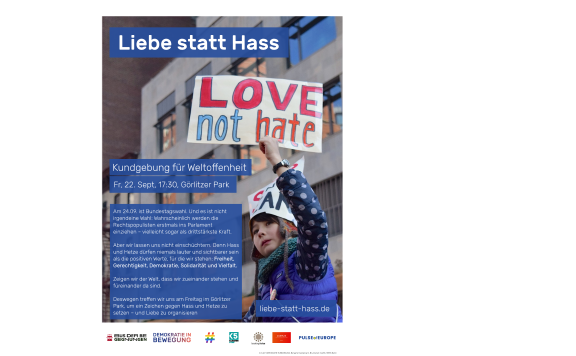 Liebe statt Hass
LOVE
not hate
Kundgebung für Weltoffenheit
Fr, 22. Sept, 17:30, Görlitzer Park
Am 24.09. ist Bundestagswahl. Und es ist nicht
irgendeine Wahl: Wahrscheinlich werden die
Rechtspopulisten erstmals ins Parlament
einziehen – vielleicht sogar als drittstärkste Kraft.
Aber wir lassen uns nicht einschüchtern. Denn Hass
und Hetze dürfen niemals lauter und sichtbarer sein
als die positiven Werte, für die wir stehen: Freiheit,
Gerechtigkeit, Demokratie, Solidarität und Vielfalt.
Zeigen wir der Welt, dass wir zueinander stehen und
füreinander da sind.
Deswegen treffen wir uns am Freitag im Görlitzer
Park, um ein Zeichen gegen Hass und Hetze zu
setzen – und Liebe zu organisieren
liebe-statt-hass.de
DEMOKRATIE IN
BEWEGUNG
PULSE of EUROPE